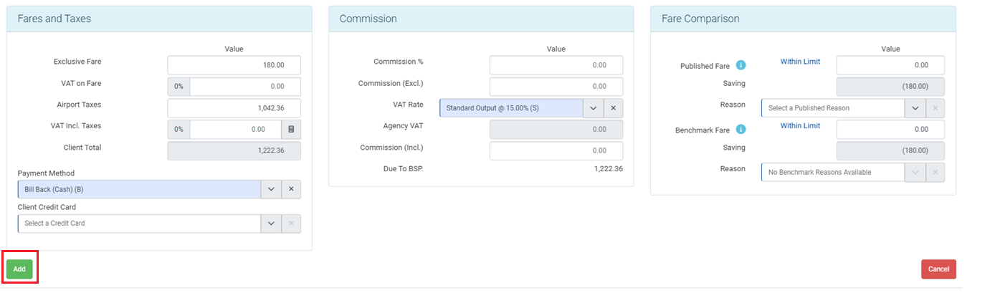 Fares and Taxes
Value
Exclusive Fare 180.00
VAT on Fare 0% 0.00
Airport Taxes 1,042.36
VAT Incl. Taxes 0% 0.00
Client Total 1,222.36
Payment Method
Bill Back (Cash) (B)
Client Credit Card
Select a Credit Card
Commission
Value
Commission % 0.00
Commission (Excl.) 0.00
VAT Rate Standard Output @ 15.00% (S)
Agency VAT 0.00
Commission (Incl.) 0.00
Due To BSP. 1,222.36
Fare Comparison
Value
Published Fare Within Limit 0.00
Saving (180.00)
Reason Select a Published Reason
Benchmark Fare Within Limit 0.00
Saving (180.00)
Reason No Benchmark Reasons Available
Add
Cancel